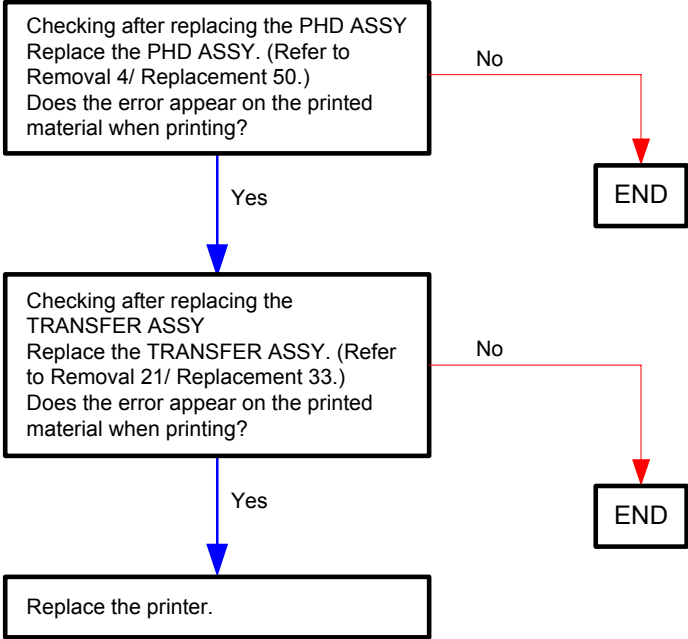 Checking after replacing the PHD ASSY
Replace the PHD ASSY. (Refer to
Removal 4/ Replacement 50.)
Does the error appear on the printed
material when printing?
No
END
Yes
Checking after replacing the
TRANSFER ASSY
Replace the TRANSFER ASSY. (Refer
to Removal 21/ Replacement 33.)
Does the error appear on the printed
material when printing?
No
END
Yes
Replace the printer.